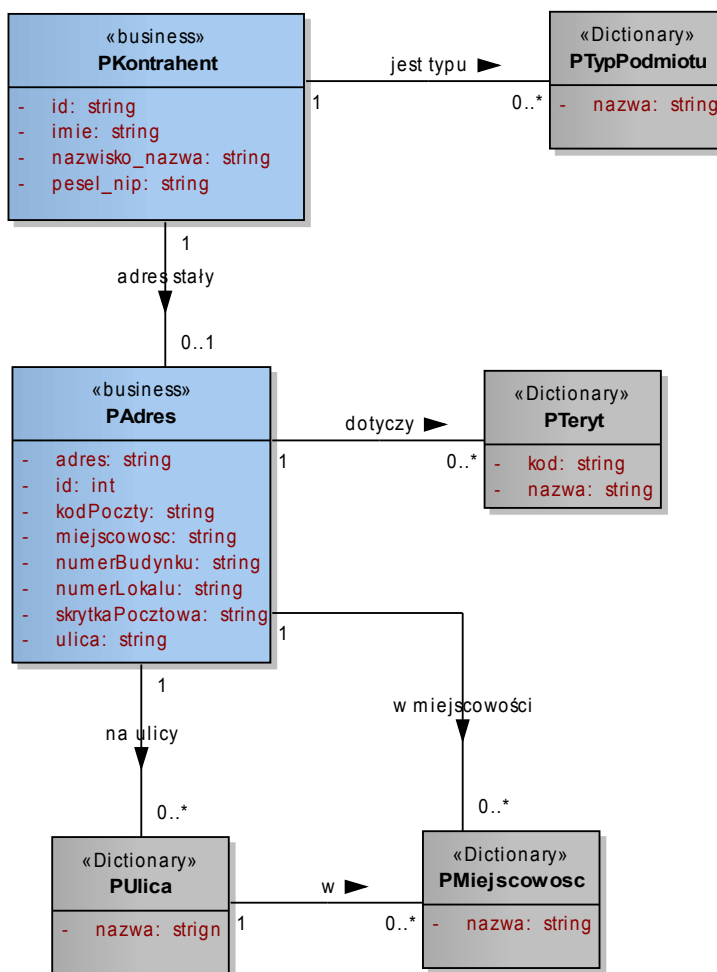 «business»
PKontrahent
- id: string
- imie: string
- nazwisko_nazwa: string
- pesel_nip: string
jest typu
1
0..*
«Dictionary»
PTypPodmiotu
- nazwa: string
1
adres stały
0..1
«business»
PAdres
- adres: string
- id: int
- kodPoczty: string
- miejscowosc: string
- numerBudynku: string
- numerLokalu: string
- skrytkaPocztowa: string
- ulica: string
dotyczy
1
0..*
«Dictionary»
PTeryt
- kod: string
- nazwa: string
1
w miejscowości
0..*
1
na ulicy
0..*
«Dictionary»
PUlica
- nazwa: strign
w
1
0..*
«Dictionary»
PMiejscowosc
- nazwa: string